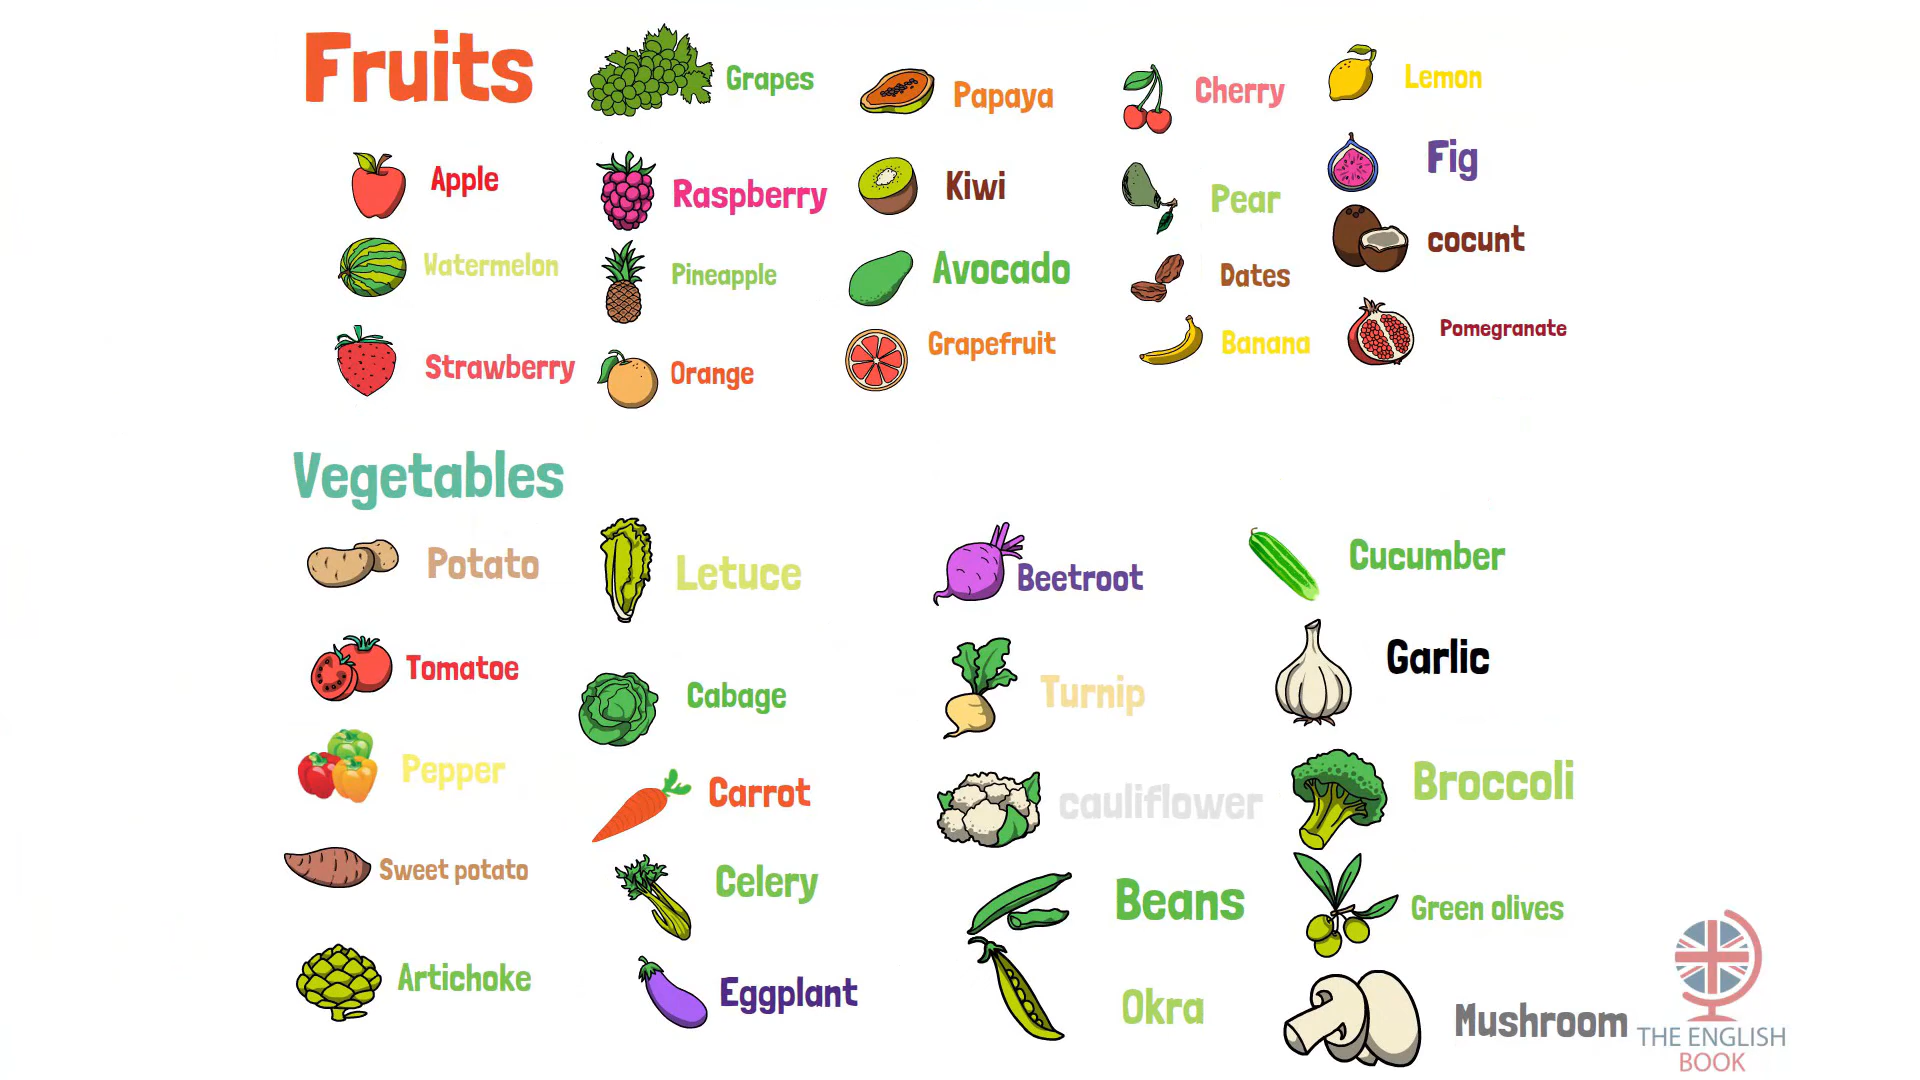 Fruits
Apple
Watermelon
Strawberry
Grapes
Raspberry
Pineapple
Orange
Papaya
Kiwi
Avocado
Grapefruit
Cherry
Pear
Dates
Banana
Lemon
Fig
cocunt
Pomegranate
Vegetables
Potato
Tomatoe
Pepper
Sweet potato
Artichoke
Letuce
Cabage
Carrot
Celery
Eggplant
Beetroot
Turnip
cauliflower
Beans
Okra
Cucumber
Garlic
Broccoli
Green olives
Mushroom
THE ENGLISH
BOOK